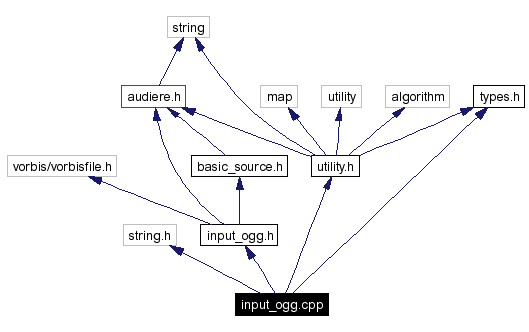 string
audiere.h
map
utility
algorithm
types.h
vorbis/vorbisfile.h
basic_source.h
utility.h
string.h
input_ogg.h
input_ogg.cpp